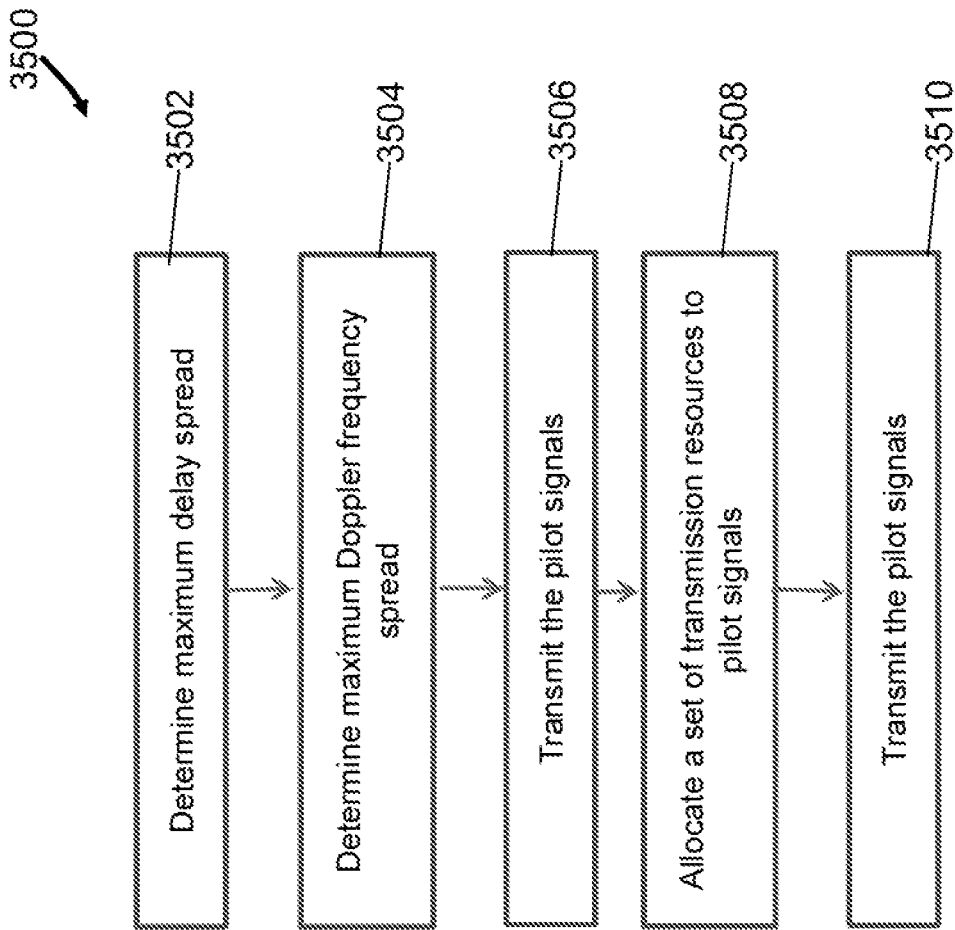 3500
Determine maximum delay spread
3502
Determine maximum Doppler frequency
spread
3504
Transmit the pilot signals
3506
Allocate a set of transmission resources to
pilot signals
3508
Transmit the pilot signals
3510